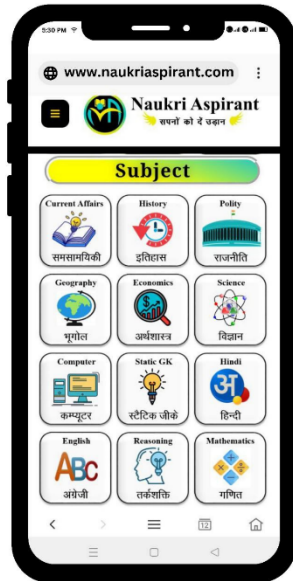 5:30 PM
www.naukriaspirant.com
Naukri Aspirant
सपनों को दें उड़ान
Subject
Current Affairs History Polity
समसामयिकी इतिहास राजनीति
Geography Economics Science
भूगोल अर्थशास्त्र विज्ञान
Computer Static GK Hindi
अ
कम्प्यूटर स्टैटिक जीके हिन्दी
English Reasoning Mathematics
ABC
अंग्रेजी तर्कशक्ति गणित
12